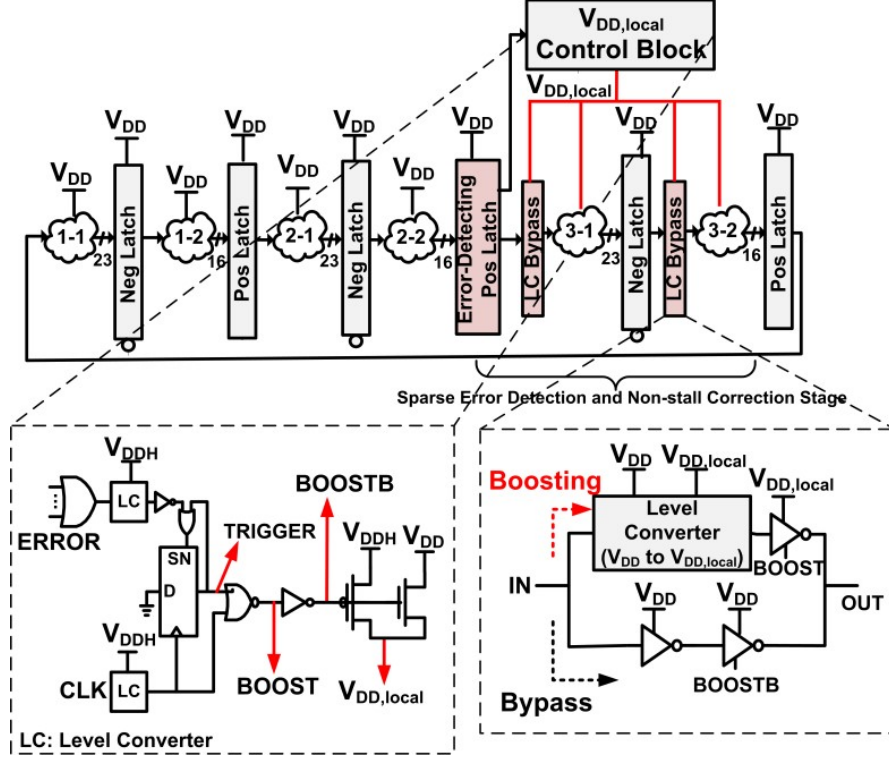 VDD,local
Control Block
VDD,local
VDD
VDD
VDD
VDD
VDD
VDD
VDD
VDD
VDD
VDD
1-1
23
Neg Latch
1-2
16
Pos Latch
2-1
23
Neg Latch
2-2
16
Error-Detecting
Pos Latch
LC Bypass
3-1
23
Neg Latch
LC Bypass
3-2
16
Pos Latch
Sparse Error Detection and Non-stall Correction Stage
VDDH
LC
ERROR
SN
D
TRIGGER
BOOSTB
VDDH
VDD
VDDH
CLK
LC
BOOST
VDD,local
LC: Level Converter
VDD
VDD,local
VDD,local
Boosting
Level
Converter
(VDD to VDD,local)
BOOST
IN
OUT
VDD
VDD
BOOSTB
Bypass